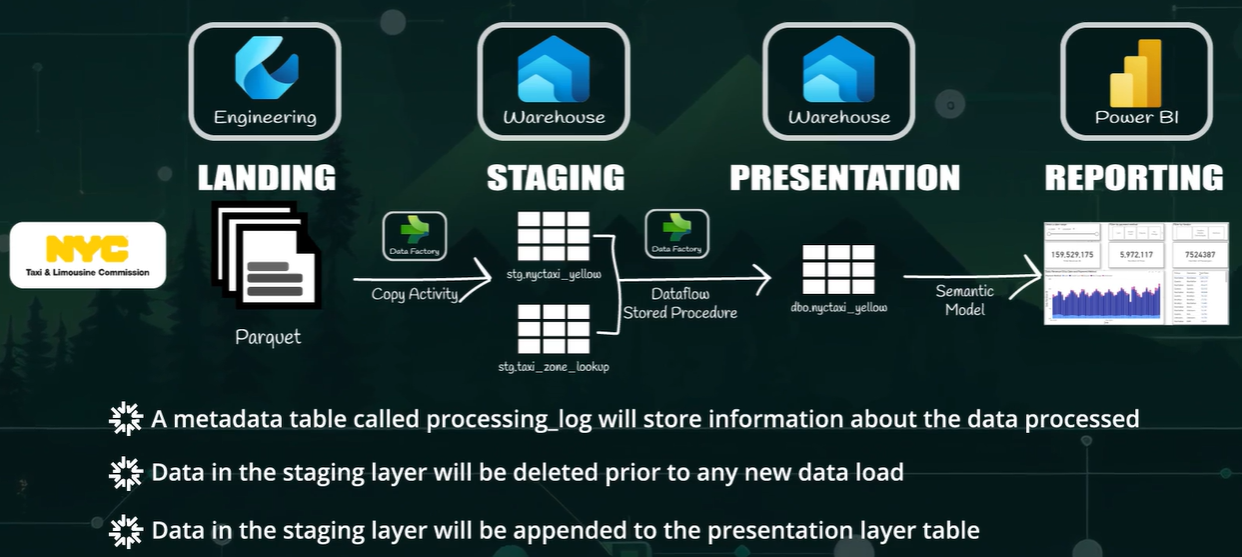 Engineering
Warehouse
Warehouse
Power BI
LANDING
STAGING
PRESENTATION
REPORTING
NYC
Taxi & Limousine Commission
Parquet
Data Factory
Copy Activity
stg.nyctaxi_yellow
stg.taxi_zone_lookup
Data Factory
Dataflow
Stored Procedure
dbo.nyctaxi_yellow
Semantic
Model
159,529,175
5,972,117
7524387
A metadata table called processing_log will store information about the data processed
Data in the staging layer will be deleted prior to any new data load
Data in the staging layer will be appended to the presentation layer table